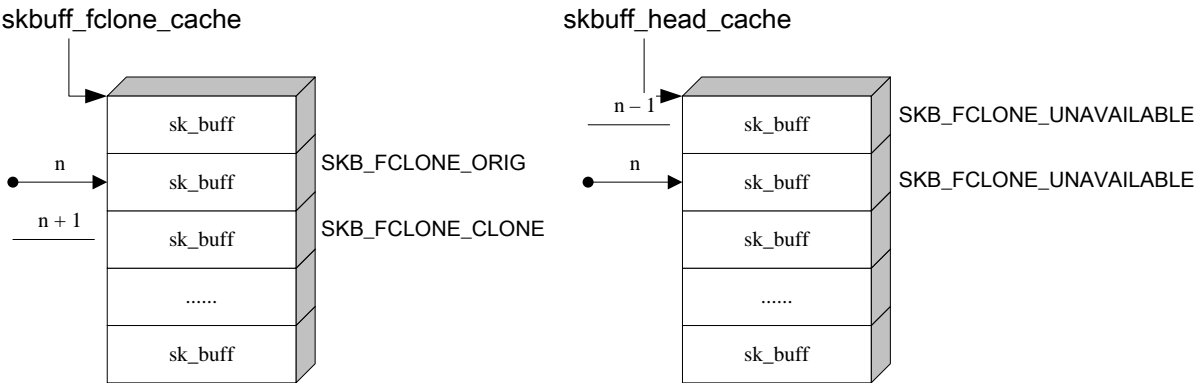 skbuff_fclone_cache
sk_buff
n
sk_buff
SKB_FCLONE_ORIG
n + 1
sk_buff
SKB_FCLONE_CLONE
......
sk_buff
skbuff_head_cache
n – 1
sk_buff
SKB_FCLONE_UNAVAILABLE
n
sk_buff
SKB_FCLONE_UNAVAILABLE
sk_buff
......
sk_buff